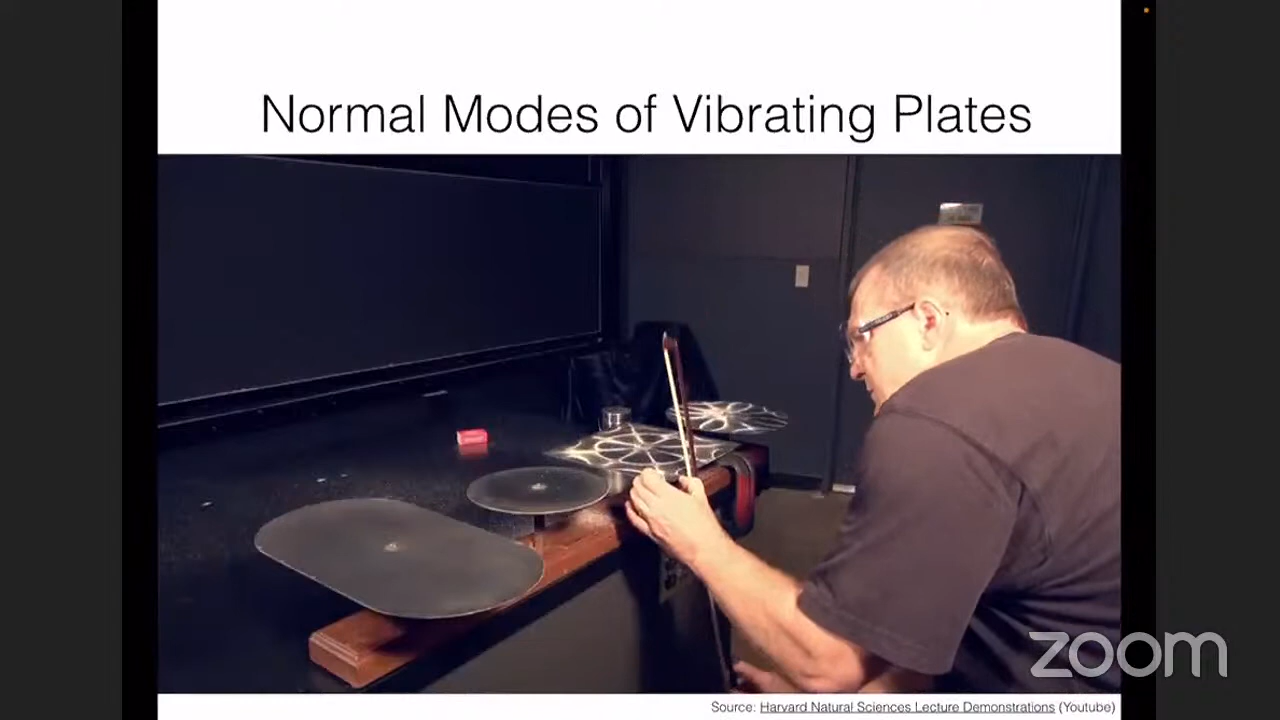 Normal Modes of Vibrating Plates
zoom
Source: Harvard Natural Sciences Lecture Demonstrations (Youtube)